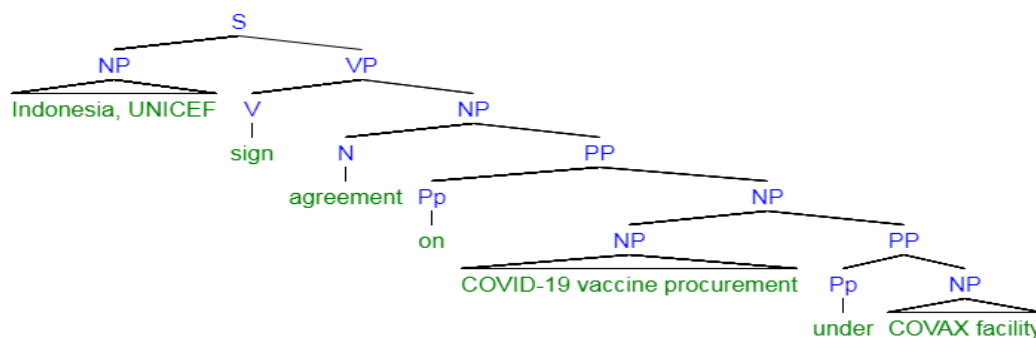 S
NP VP
Indonesia, UNICEF V NP
sign N PP
agreement Pp NP
on NP PP
COVID-19 vaccine procurement Pp NP
under COVAX facility